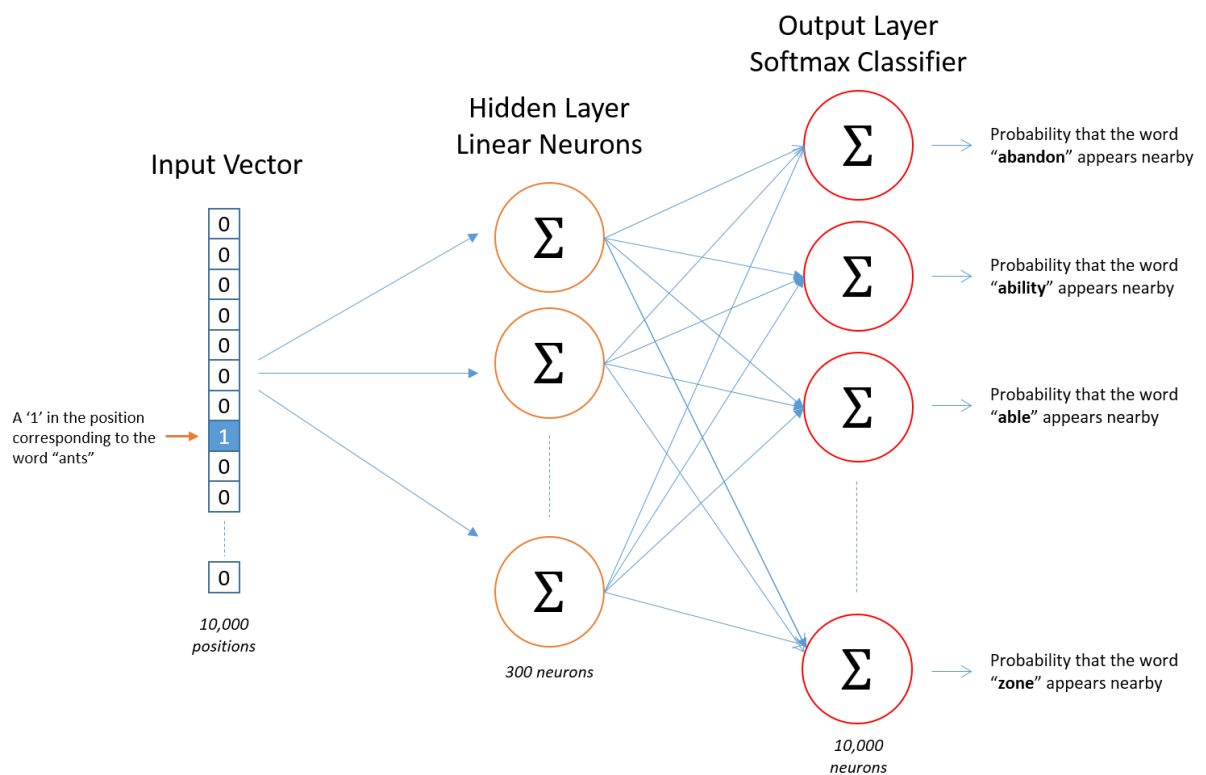 Output Layer
Softmax Classifier
Hidden Layer
Linear Neurons
Input Vector
0
0
0
0
0
0
0
1
0
0
0
A ‘1’ in the position
corresponding to the
word “ants”
10,000
positions
Σ
Σ
Σ
300 neurons
Σ
Σ
Σ
Σ
10,000
neurons
Probability that the word
“abandon” appears nearby
Probability that the word
“ability” appears nearby
Probability that the word
“able” appears nearby
Probability that the word
“zone” appears nearby